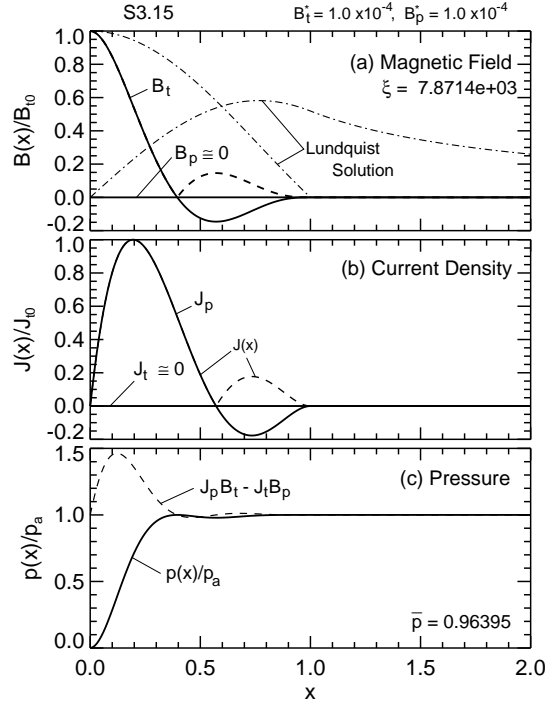 S3.15 B*t = 1.0 x10-4, B*p = 1.0 x10-4
1.0
0.8
0.6
0.4
0.2
0.0
-0.2
B(x)/Bt0
(a) Magnetic Field
ξ = 7.8714e+03
Bt
Bp ≅ 0
Lundquist
Solution
1.0
0.8
0.6
0.4
0.2
0.0
-0.2
J(x)/Jt0
(b) Current Density
Jp
J(x)
Jt ≅ 0
1.5
1.0
0.5
0.0
p(x)/pa
(c) Pressure
JpBt - JtBp
p(x)/pa
p̅ = 0.96395
0.0 0.5 1.0 1.5 2.0
x